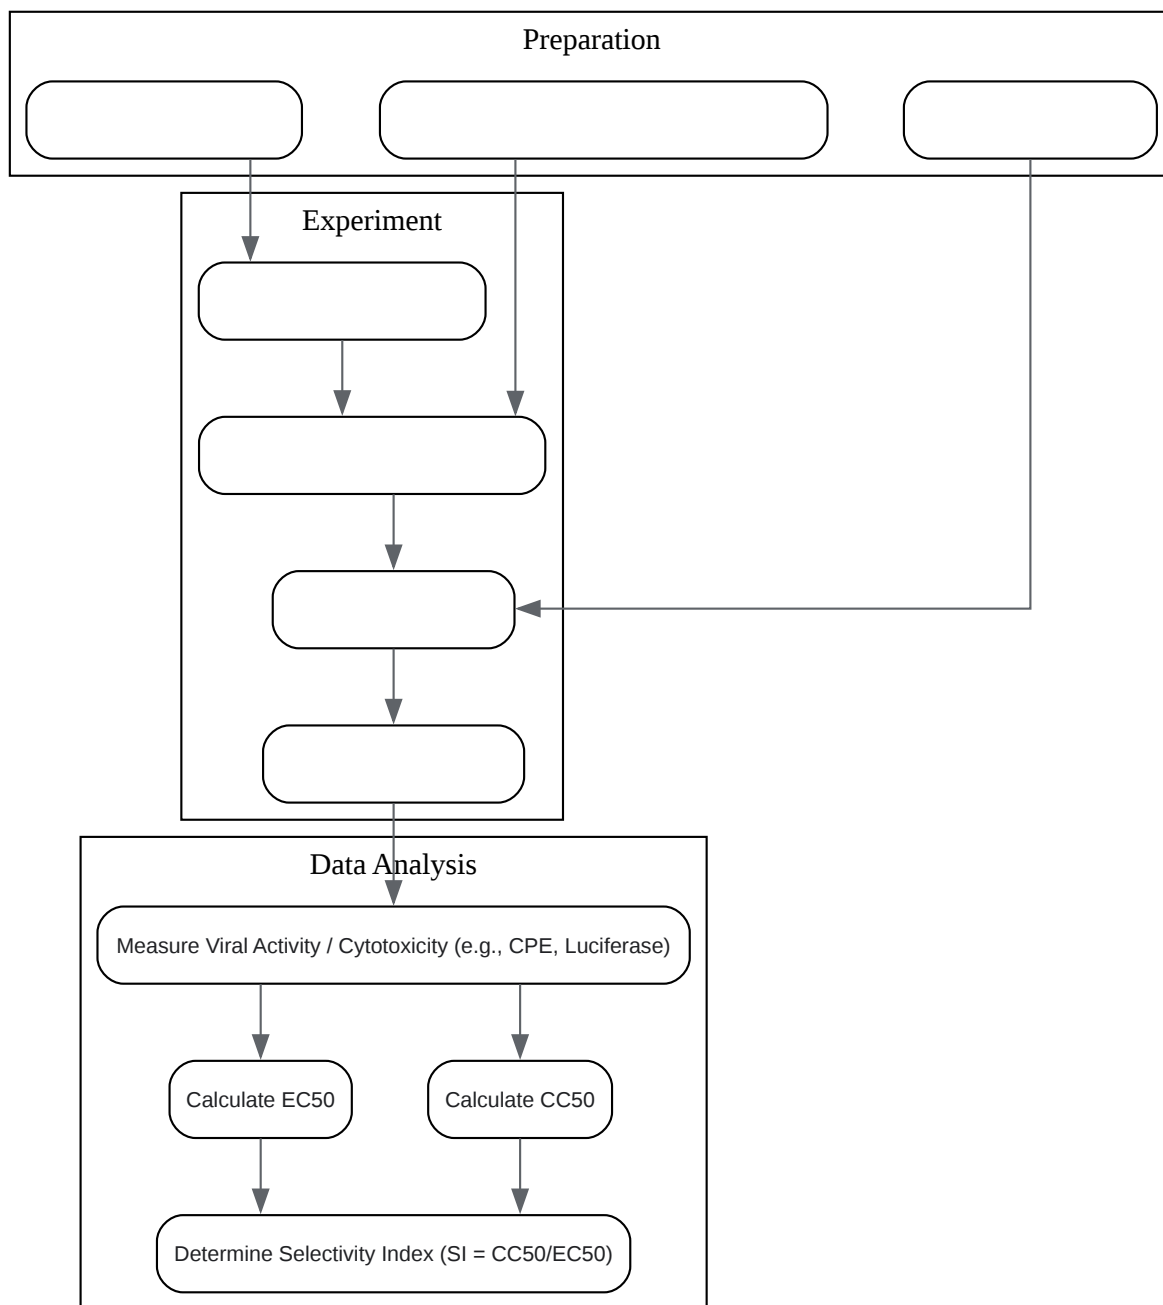 Preparation
Experiment
Data Analysis
Measure Viral Activity / Cytotoxicity (e.g., CPE, Luciferase)
Calculate EC50
Calculate CC50
Determine Selectivity Index (SI = CC50/EC50)